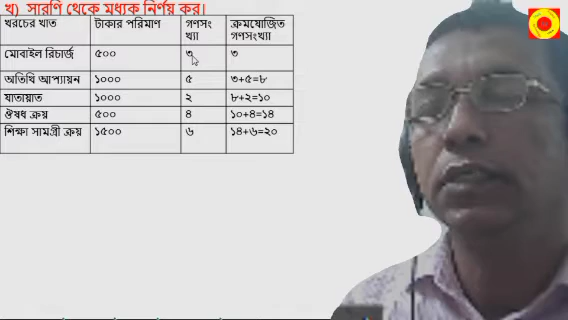 খ) সারণি থেকে মধ্যক নির্ণয় কর।
খরচের খাত টাকার পরিমাণ গণসং ক্রমযোজিত
খ্যা গণসংখ্যা
মোবাইল রিচার্জ ৫০০ ৩ ৩
অতিথি আপ্যায়ন ১০০০ ৫ ৩+৫=৮
যাতায়াত ১০০০ ২ ৮+২=১০
ঔষধ ক্রয় ৫০০ ৪ ১০+৪=১৪
শিক্ষা সামগ্রী ক্রয় ১৫০০ ৬ ১৪+৬=২০